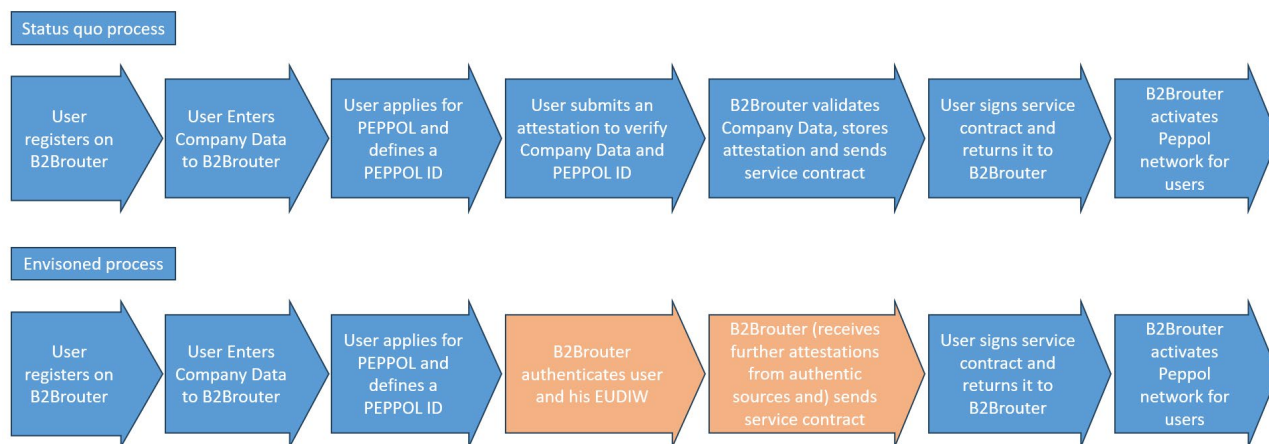 Status quo process
User
registers on
B2Brouter
User Enters
Company Data
to B2Brouter
User applies for
PEPPOL and
defines a
PEPPOL ID
User submits an
attestation to verify
Company Data and
PEPPOL ID
B2Brouter validates
Company Data, stores
attestation and sends
service contract
User signs service
contract and
returns it to
B2Brouter
B2Brouter
activates
Peppol
network for
users
Envisoned process
User
registers on
B2Brouter
User Enters
Company Data
to B2Brouter
User applies for
PEPPOL and
defines a
PEPPOL ID
B2Brouter
authenticates user
and his EUDIW
B2Brouter (receives
further attestations
from authentic
sources and) sends
service contract
User signs service
contract and
returns it to
B2Brouter
B2Brouter
activates
Peppol
network for
users